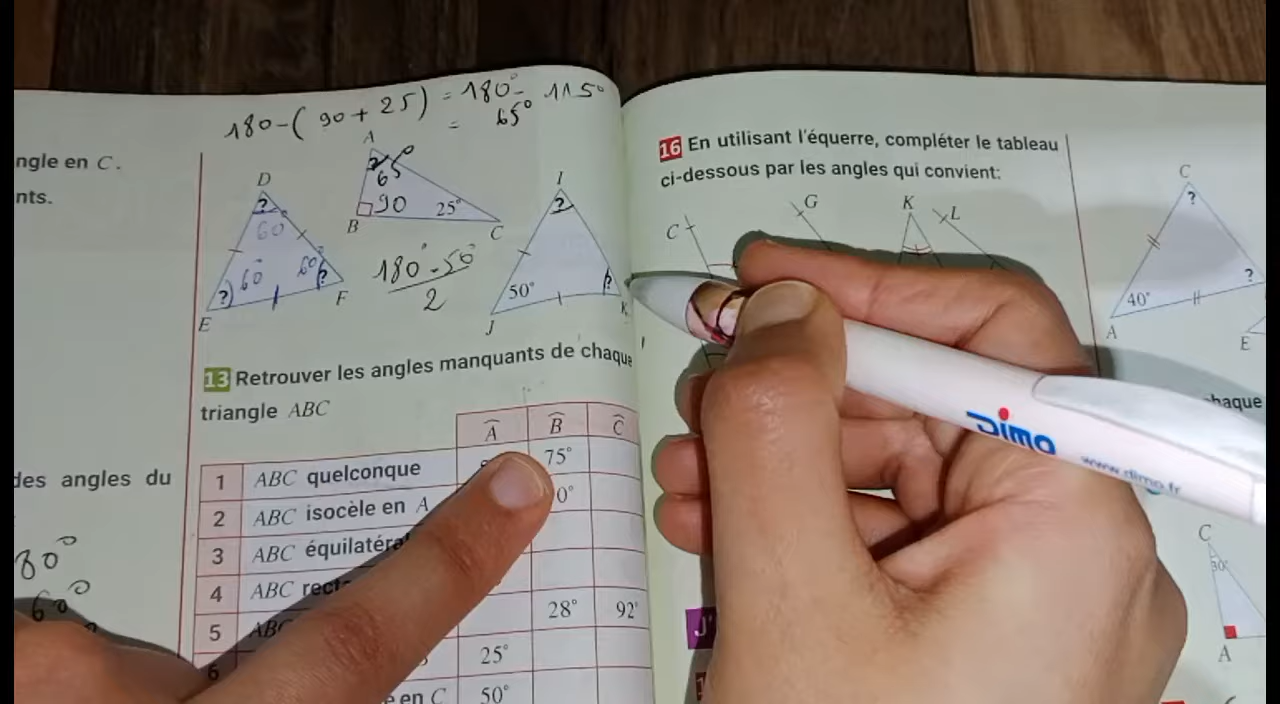 180-( 90 + 25) = 180° - 115°
= 65°
ngle en C.
nts.
A
65
B
90
25°
C
D
?
60
60°
60°
?
?
E
F
180° - 50°
2
I
?
50°
?
J
K
13 Retrouver les angles manquants de chaque
triangle ABC
A B C
1 ABC quelconque 75°
2 ABC isocèle en A 0°
3 ABC
4 ABC
5 28° 92°
6 25°
en C 50°
des angles du
80°
60°
16 En utilisant l'équerre, compléter le tableau
ci-dessous par les angles qui convient:
C
G
K
L
C
?
40°
?
A
E
haque
C
30°
A
J'
Dimo
www.dimo.fr